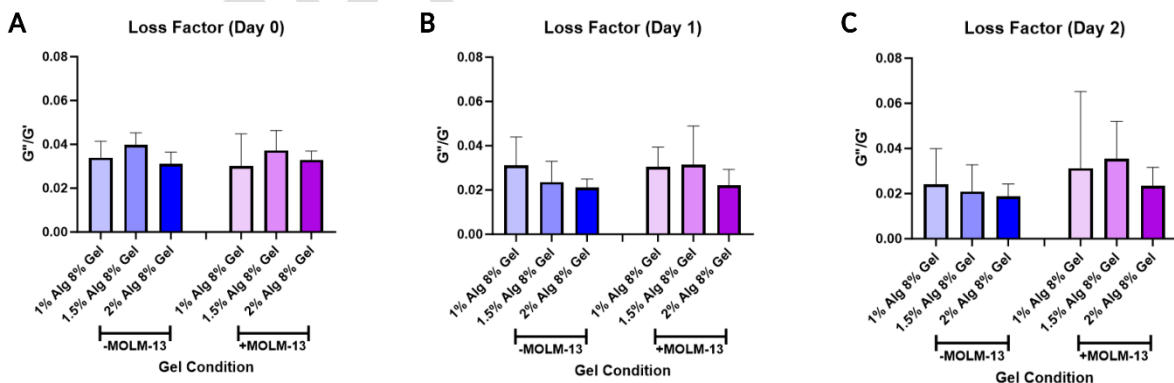 A
Loss Factor (Day 0)
G"/G'
0.08
0.06
0.04
0.02
0.00
1% Alg 8% Gel
1.5% Alg 8% Gel
2% Alg 8% Gel
1% Alg 8% Gel
1.5% Alg 8% Gel
2% Alg 8% Gel
-MOLM-13
+MOLM-13
Gel Condition
B
Loss Factor (Day 1)
G"/G'
0.08
0.06
0.04
0.02
0.00
1% Alg 8% Gel
1.5% Alg 8% Gel
2% Alg 8% Gel
1% Alg 8% Gel
1.5% Alg 8% Gel
2% Alg 8% Gel
-MOLM-13
+MOLM-13
Gel Condition
C
Loss Factor (Day 2)
G"/G'
0.08
0.06
0.04
0.02
0.00
1% Alg 8% Gel
1.5% Alg 8% Gel
2% Alg 8% Gel
1% Alg 8% Gel
1.5% Alg 8% Gel
2% Alg 8% Gel
-MOLM-13
+MOLM-13
Gel Condition